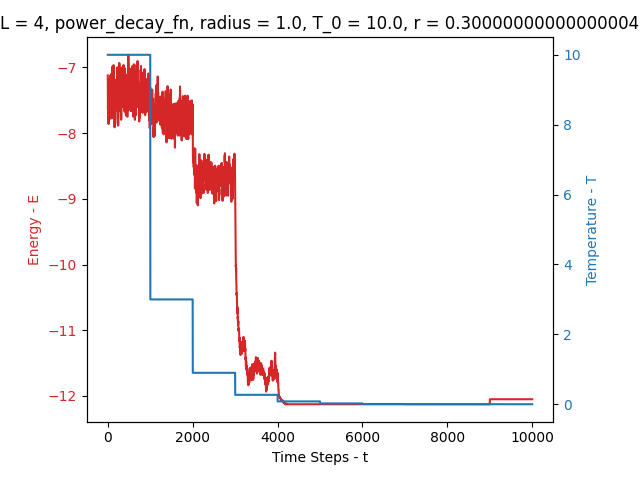 L = 4, power_decay_fn, radius = 1.0, T_0 = 10.0, r = 0.30000000000000004
−7
−8
−9
−10
−11
−12
Energy - E
10
8
6
4
2
0
Temperature - T
0 2000 4000 6000 8000 10000
Time Steps - t